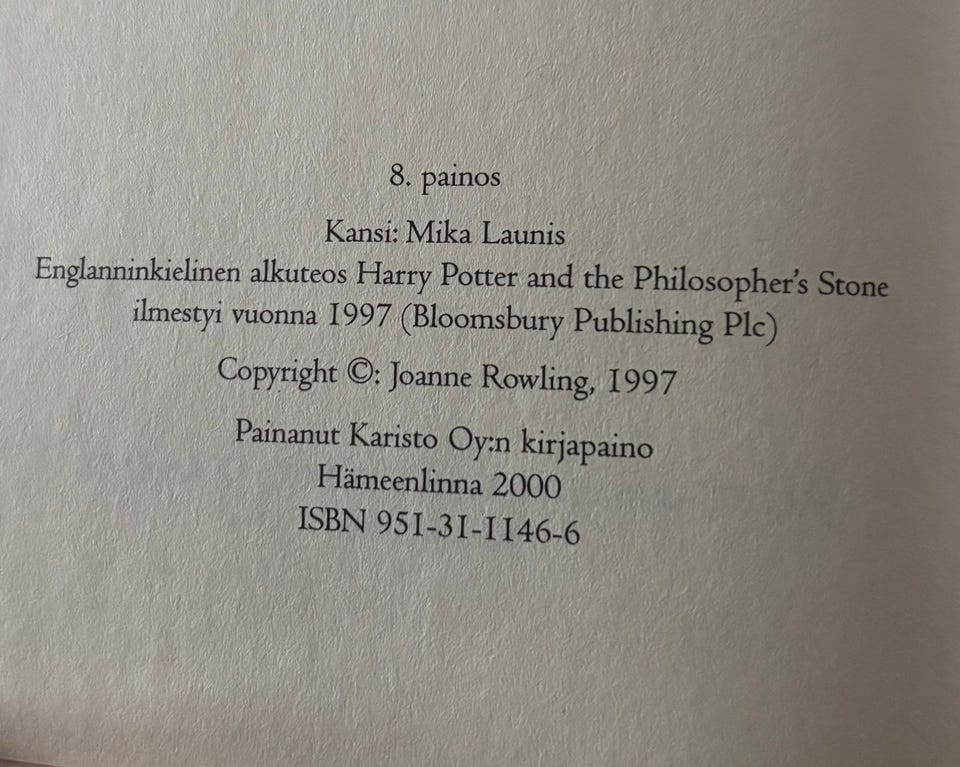 8. painos
Kansi: Mika Launis
Englanninkielinen alkuteos Harry Potter and the Philosopher's Stone
ilmestyi vuonna 1997 (Bloomsbury Publishing Plc)
Copyright ©: Joanne Rowling, 1997
Painanut Karisto Oy:n kirjapaino
Hämeenlinna 2000
ISBN 951-31-1146-6